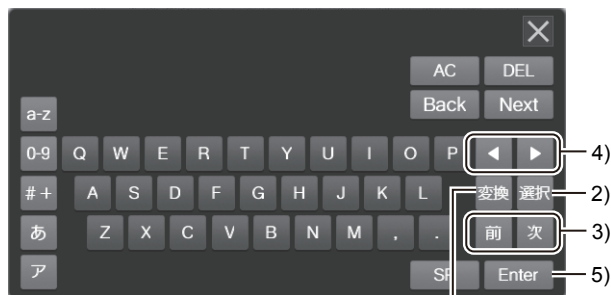 AC DEL
Back Next
a-z
0-9 Q W E R T Y U I O P ◀ ▶ 4)
#+ A S D F G H J K L 変換 選択 2)
あ Z X C V B N M , . 前 次 3)
ア SP Enter 5)